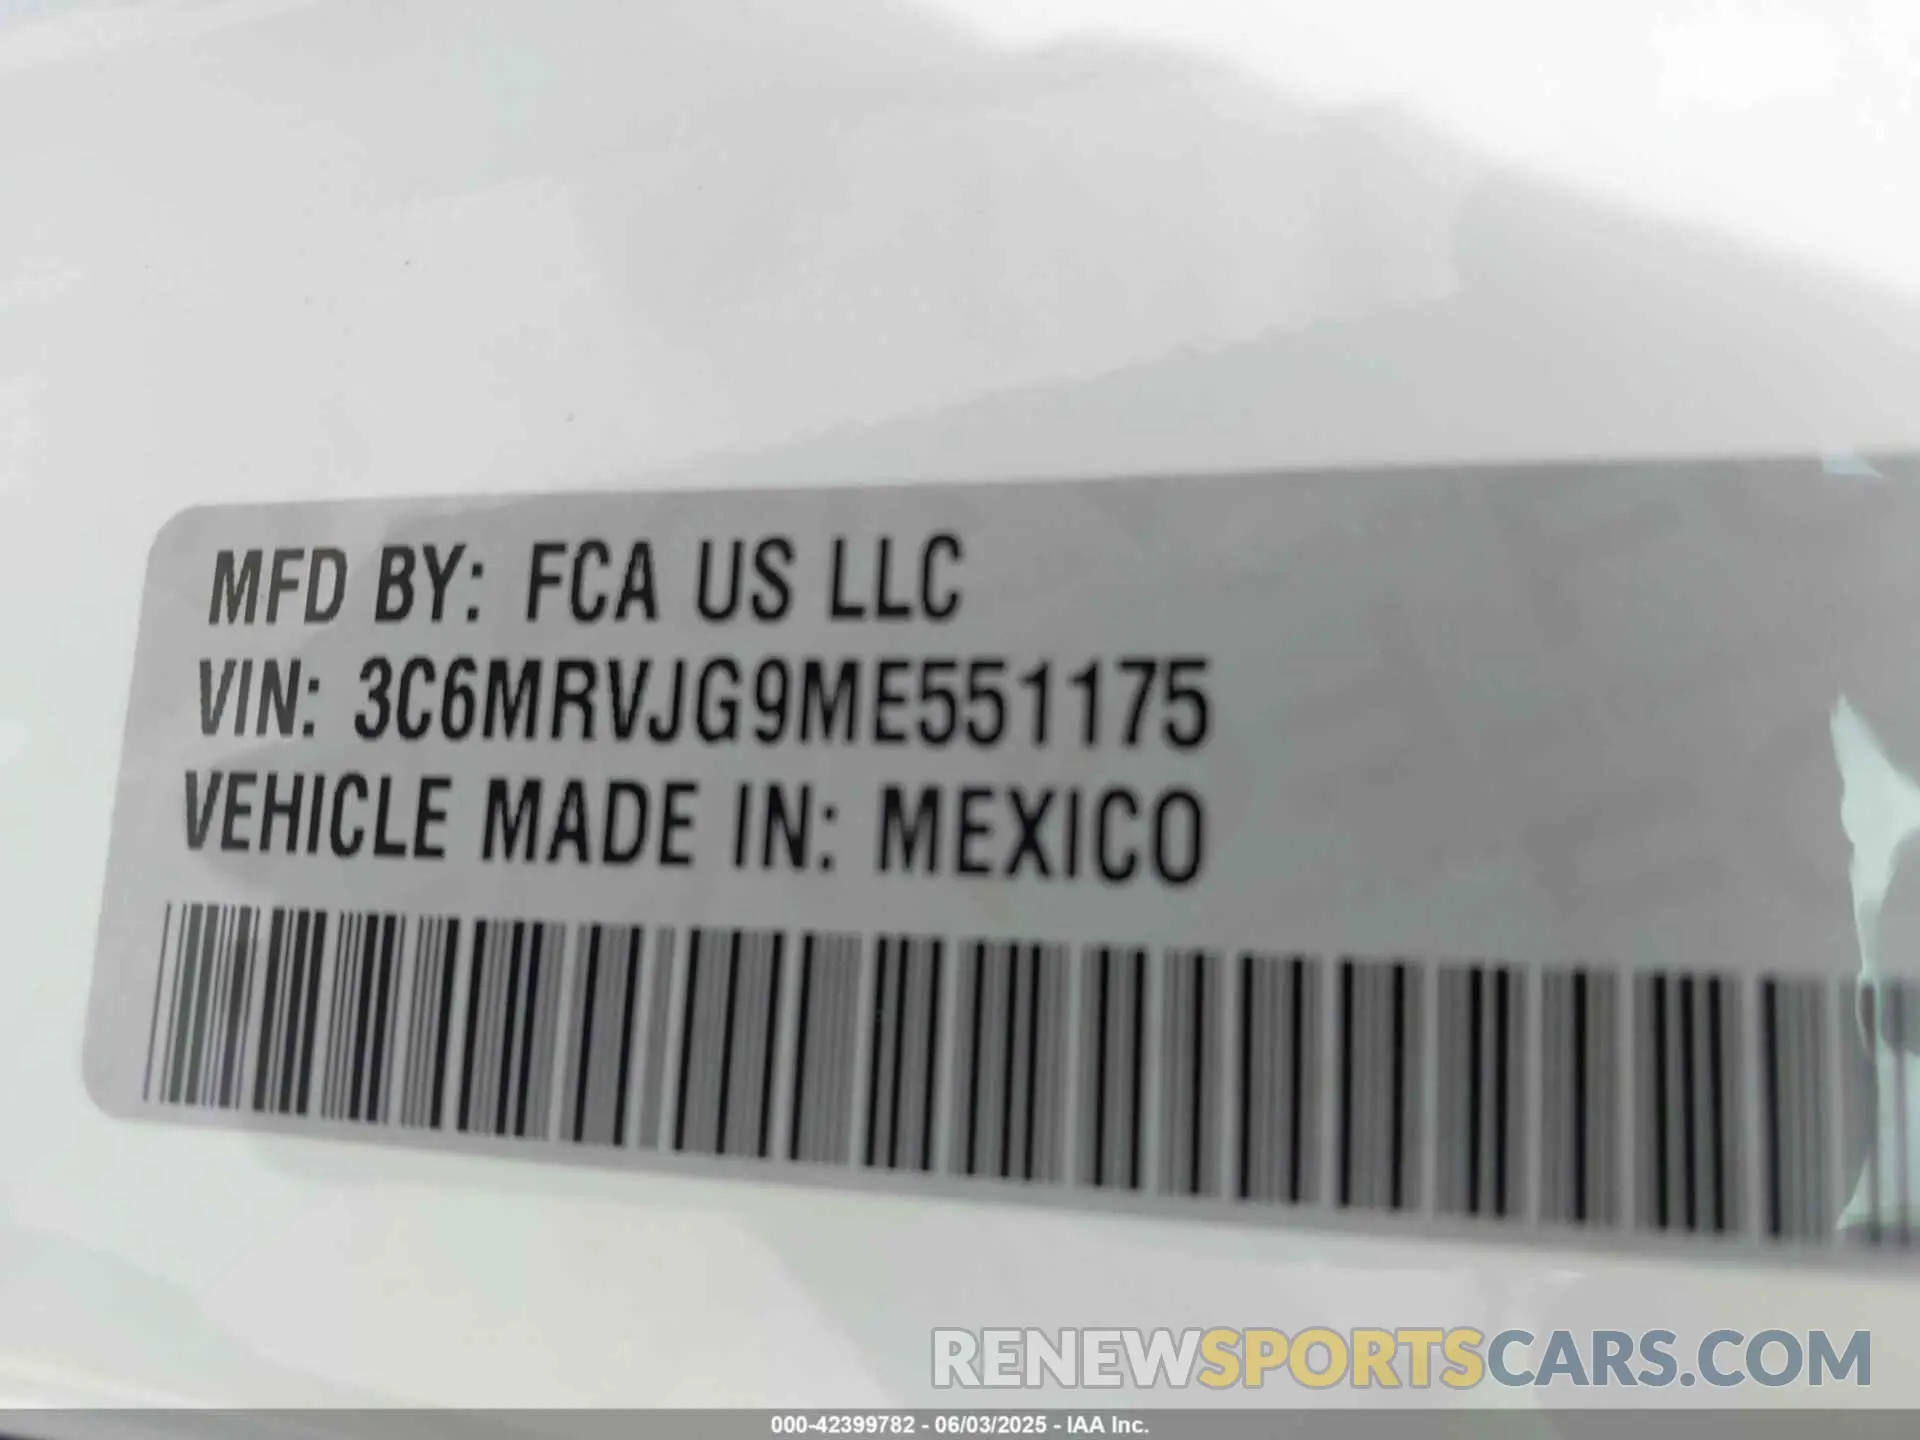 MFD BY: FCA US LLC
VIN: 3C6MRVJG9ME551175
VEHICLE MADE IN: MEXICO
RENEWSPORTSCARS.COM
000-42399782 - 06/03/2025 - IAA Inc.